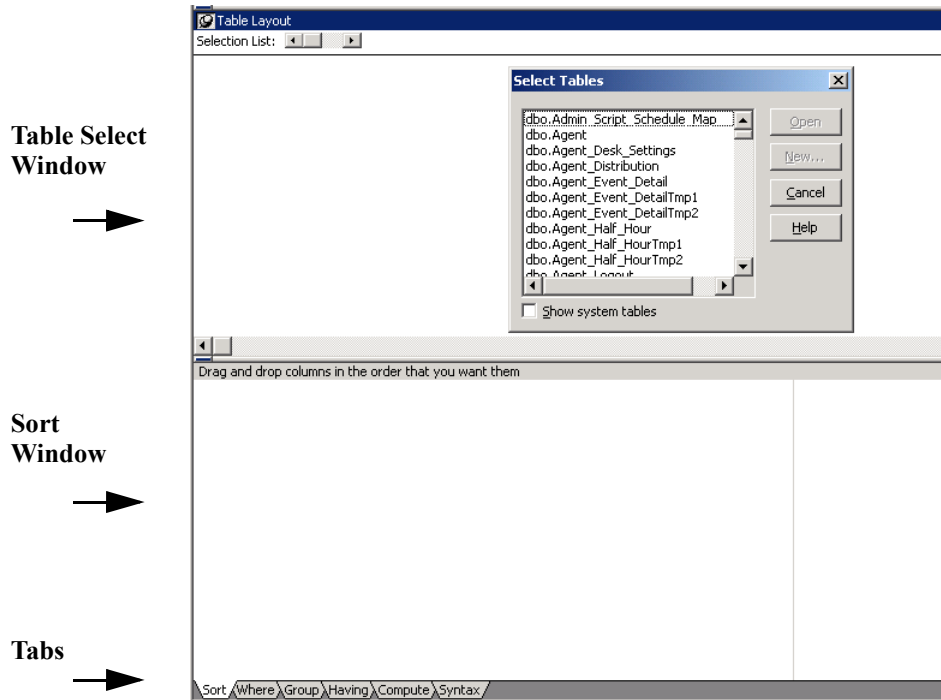 Table Layout
Selection List:
Select Tables
dbo.Admin_Script_Schedule_Map
dbo.Agent
dbo.Agent_Desk_Settings
dbo.Agent_Distribution
dbo.Agent_Event_Detail
dbo.Agent_Event_DetailTmp1
dbo.Agent_Event_DetailTmp2
dbo.Agent_Half_Hour
dbo.Agent_Half_HourTmp1
dbo.Agent_Half_HourTmp2
dbo.Agent_Logout
Open
New...
Cancel
Help
Show system tables
Table Select
Window
Drag and drop columns in the order that you want them
Sort
Window
Tabs
Sort Where Group Having Compute Syntax